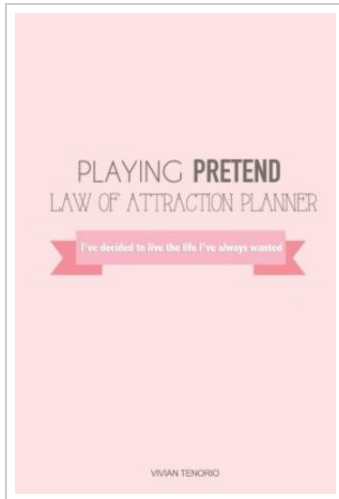 PLAYING PRETEND
LAW OF ATTRACTION PLANNER
I've decided to live the life I've always wanted
VIVIAN TENORIO